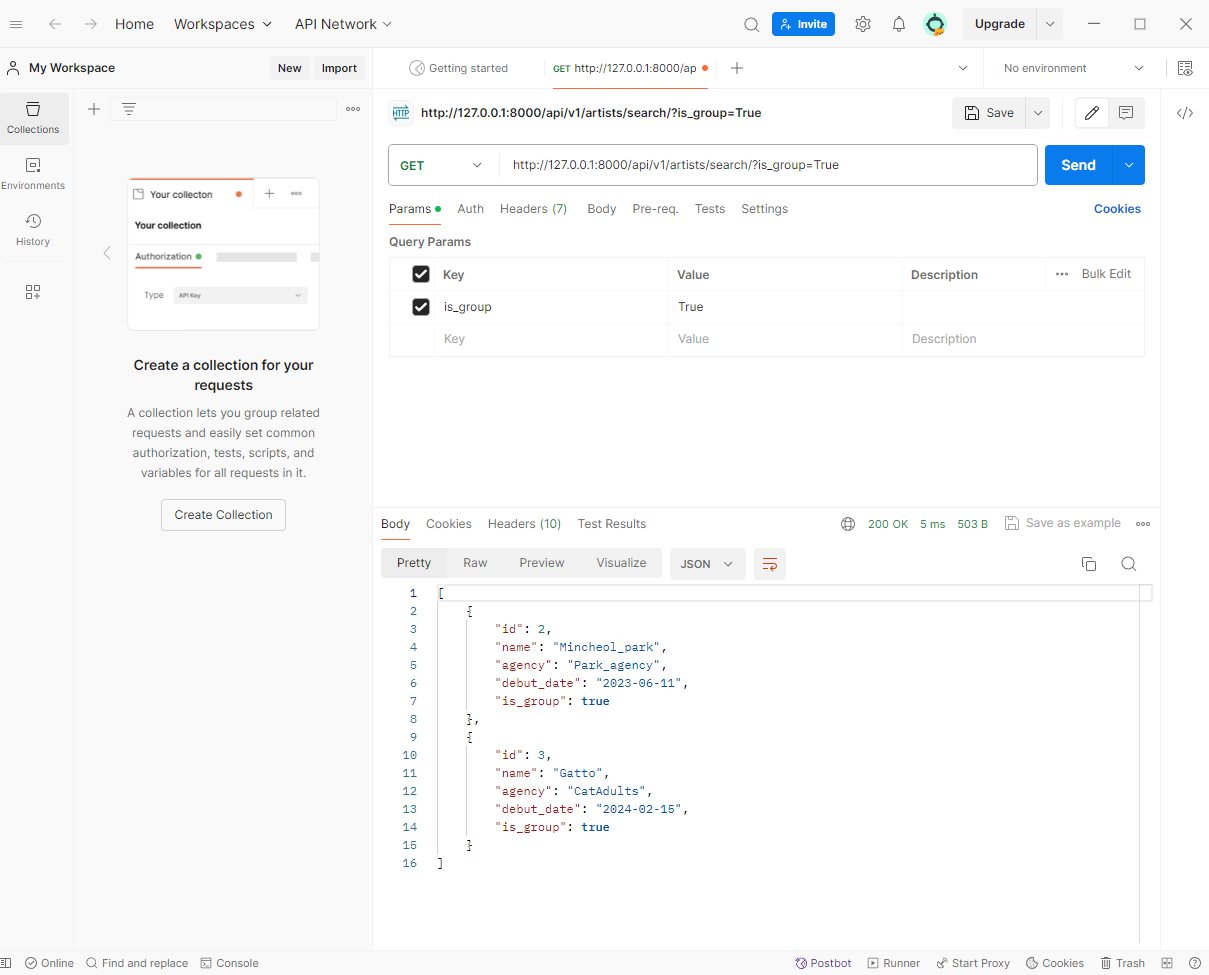 Home Workspaces API Network Invite Upgrade
My Workspace New Import Getting started GET http://127.0.0.1:8000/ap No environment
Collections
Environments
History
Your collecton
Your collection
Authorization
Type API Key
Create a collection for your
requests
A collection lets you group related
requests and easily set common
authorization, tests, scripts, and
variables for all requests in it.
Create Collection
HTTP http://127.0.0.1:8000/api/v1/artists/search/?is_group=True Save
GET http://127.0.0.1:8000/api/v1/artists/search/?is_group=True Send
Params Auth Headers (7) Body Pre-req. Tests Settings Cookies
Query Params
Key Value Description Bulk Edit
is_group True
Key Value Description
Body Cookies Headers (10) Test Results 200 OK 5 ms 503 B Save as example
Pretty Raw Preview Visualize JSON
1 [
2 {
3 "id": 2,
4 "name": "Mincheol_park",
5 "agency": "Park_agency",
6 "debut_date": "2023-06-11",
7 "is_group": true
8 },
9 {
10 "id": 3,
11 "name": "Gatto",
12 "agency": "CatAdults",
13 "debut_date": "2024-02-15",
14 "is_group": true
15 }
16 ]
Online Find and replace Console Postbot Runner Start Proxy Cookies Trash